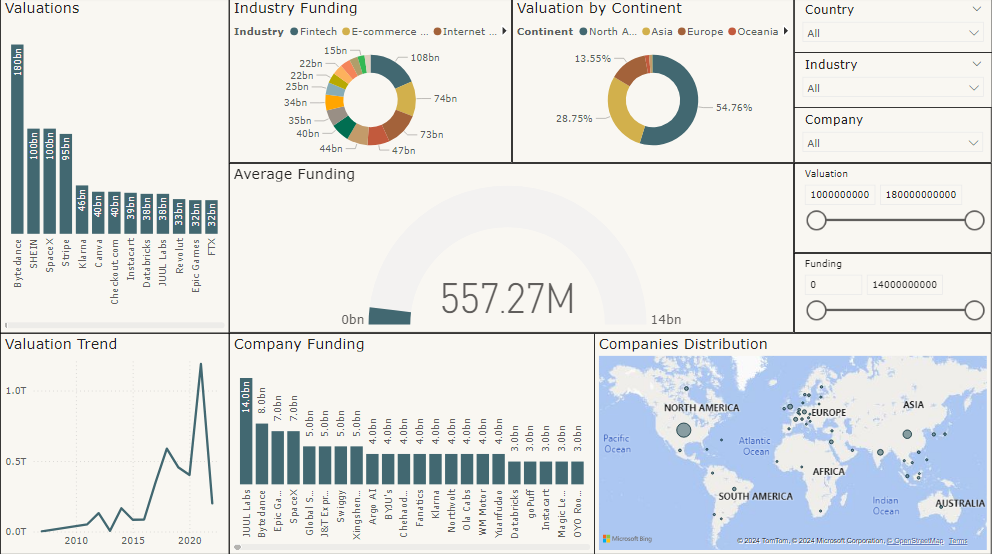 Valuations
180bn
100bn
100bn
95bn
46bn
40bn
40bn
39bn
38bn
38bn
33bn
32bn
32bn
Bytedance
SHEIN
SpaceX
Stripe
Klarna
Canva
Checkout.com
Instacart
Databricks
JUUL Labs
Revolut
Epic Games
FTX
Industry Funding
Industry Fintech E-commerce ... Internet ...
15bn
22bn
22bn
25bn
34bn
35bn
40bn
44bn
47bn
73bn
74bn
108bn
Valuation by Continent
Continent North A... Asia Europe Oceania
13.55%
28.75%
54.76%
Country
All
Industry
All
Company
All
Average Funding
557.27M
0bn
14bn
Valuation
1000000000 180000000000
Funding
0 14000000000
Valuation Trend
1.0T
0.5T
0.0T
2010 2015 2020
Company Funding
14.0bn
8.0bn
7.0bn
7.0bn
5.0bn
5.0bn
5.0bn
5.0bn
4.0bn
4.0bn
4.0bn
4.0bn
4.0bn
4.0bn
4.0bn
4.0bn
4.0bn
3.0bn
3.0bn
3.0bn
3.0bn
3.0bn
JUUL Labs
Bytedance
Epic Ga...
SpaceX
Global S...
J&T Expr...
Swiggy
Xingshen...
Argo AI
BYJU's
Chehaod...
Fanatics
Klarna
Northvolt
Ola Cabs
WM Motor
Yuanfudao
Databricks
goPuff
Instacart
Magic Le...
OYO Roo...
Companies Distribution
NORTH AMERICA
EUROPE
ASIA
Pacific
Ocean
Atlantic
Ocean
AFRICA
SOUTH AMERICA
Indian
Ocean
AUSTRALIA
Microsoft Bing
© 2024 TomTom, © 2024 Microsoft Corporation, © OpenStreetMap Terms